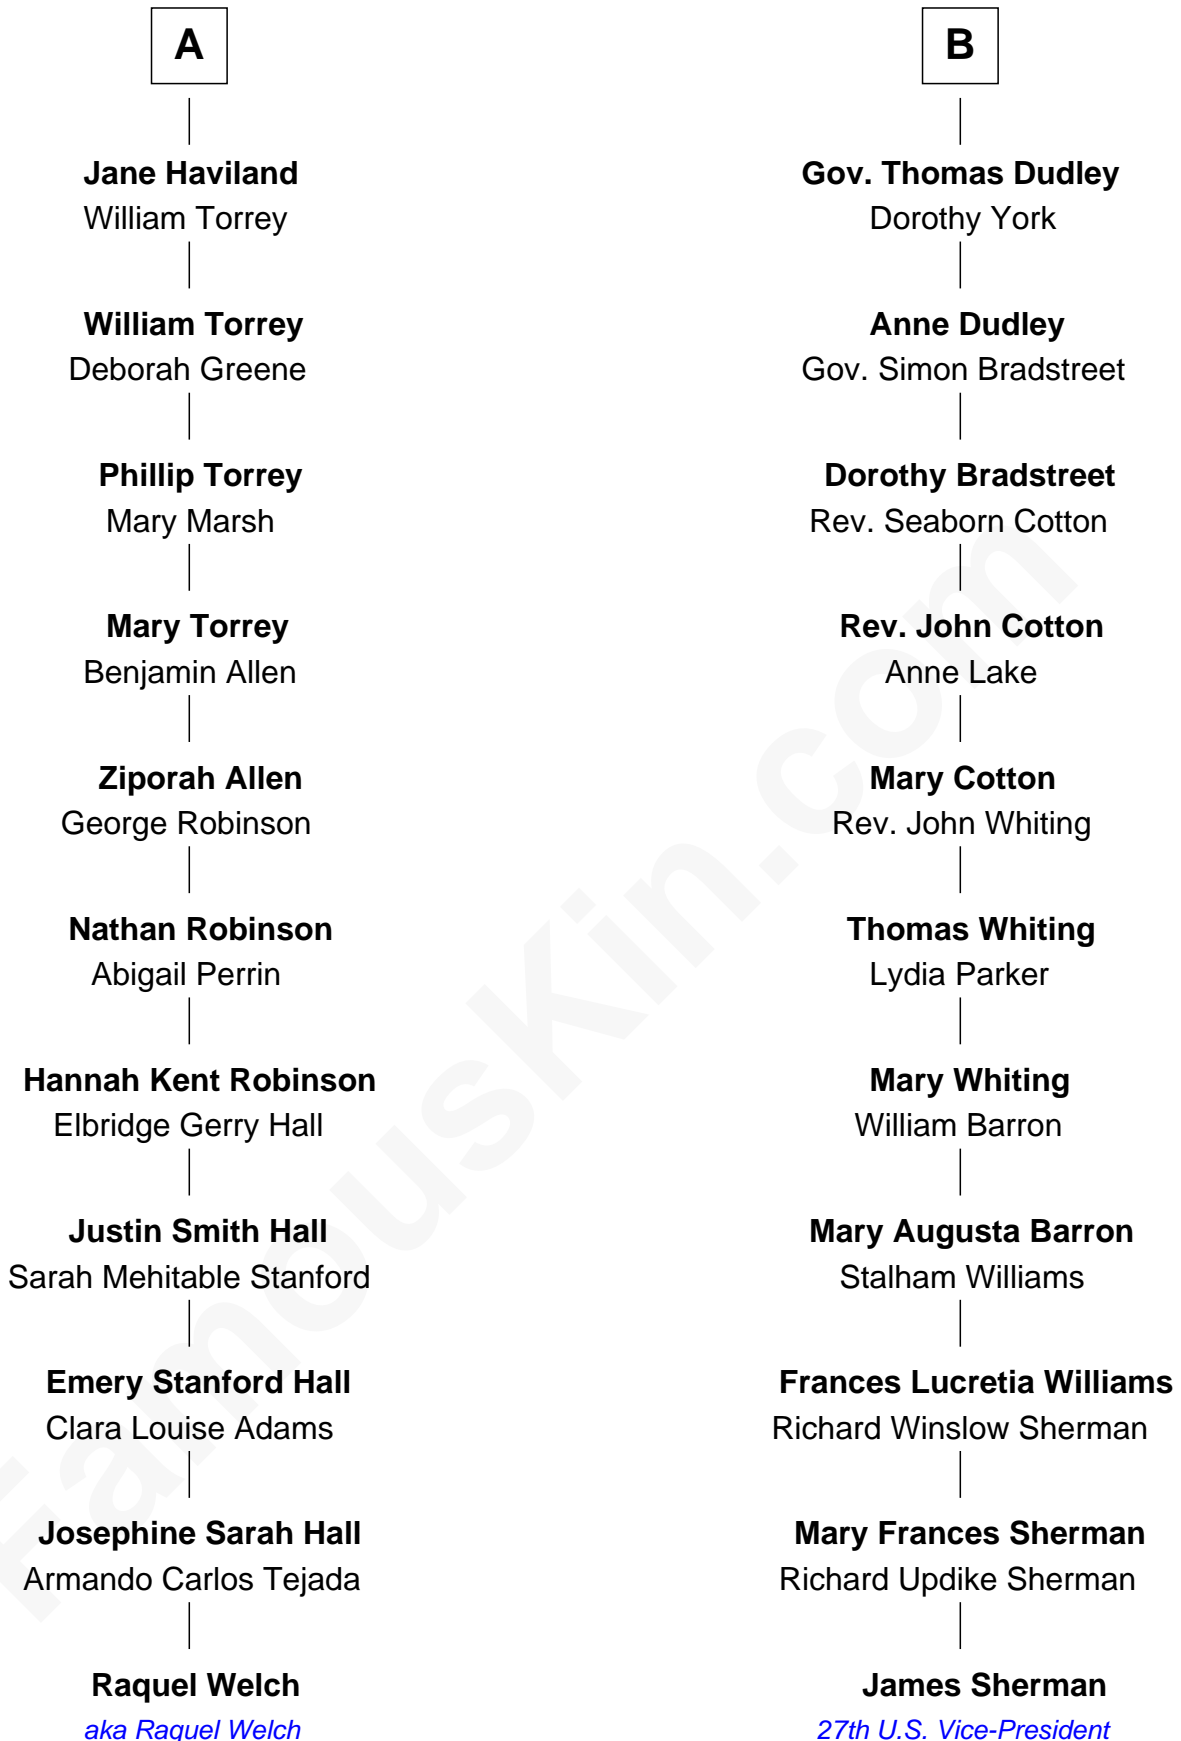 A
Jane Haviland
William Torrey
William Torrey
Deborah Greene
Phillip Torrey
Mary Marsh
Mary Torrey
Benjamin Allen
Ziporah Allen
George Robinson
Nathan Robinson
Abigail Perrin
Hannah Kent Robinson
Elbridge Gerry Hall
Justin Smith Hall
Sarah Mehitable Stanford
Emery Stanford Hall
Clara Louise Adams
Josephine Sarah Hall
Armando Carlos Tejada
Raquel Welch
aka Raquel Welch
B
Gov. Thomas Dudley
Dorothy York
Anne Dudley
Gov. Simon Bradstreet
Dorothy Bradstreet
Rev. Seaborn Cotton
Rev. John Cotton
Anne Lake
Mary Cotton
Rev. John Whiting
Thomas Whiting
Lydia Parker
Mary Whiting
William Barron
Mary Augusta Barron
Stalham Williams
Frances Lucretia Williams
Richard Winslow Sherman
Mary Frances Sherman
Richard Updike Sherman
James Sherman
27th U.S. Vice-President
FamousKin.com